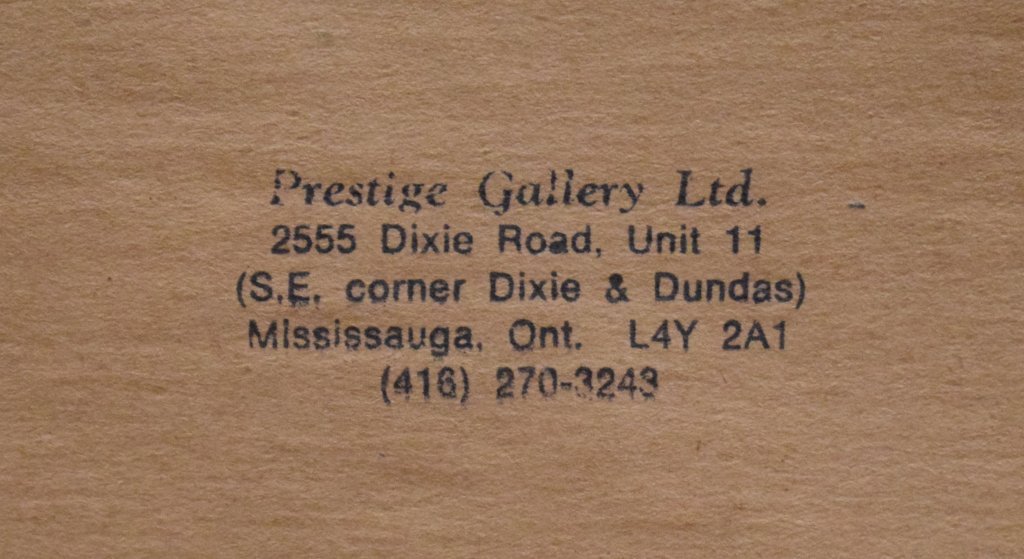 Prestige Gallery Ltd.
2555 Dixie Road, Unit 11
(S.E. corner Dixie & Dundas)
Mississauga, Ont. L4Y 2A1
(416) 270-3243